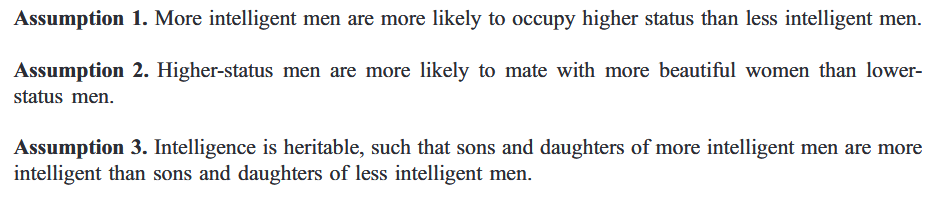 Assumption 1. More intelligent men are more likely to occupy higher status than less intelligent men.
Assumption 2. Higher-status men are more likely to mate with more beautiful women than lower-
status men.
Assumption 3. Intelligence is heritable, such that sons and daughters of more intelligent men are more
intelligent than sons and daughters of less intelligent men.